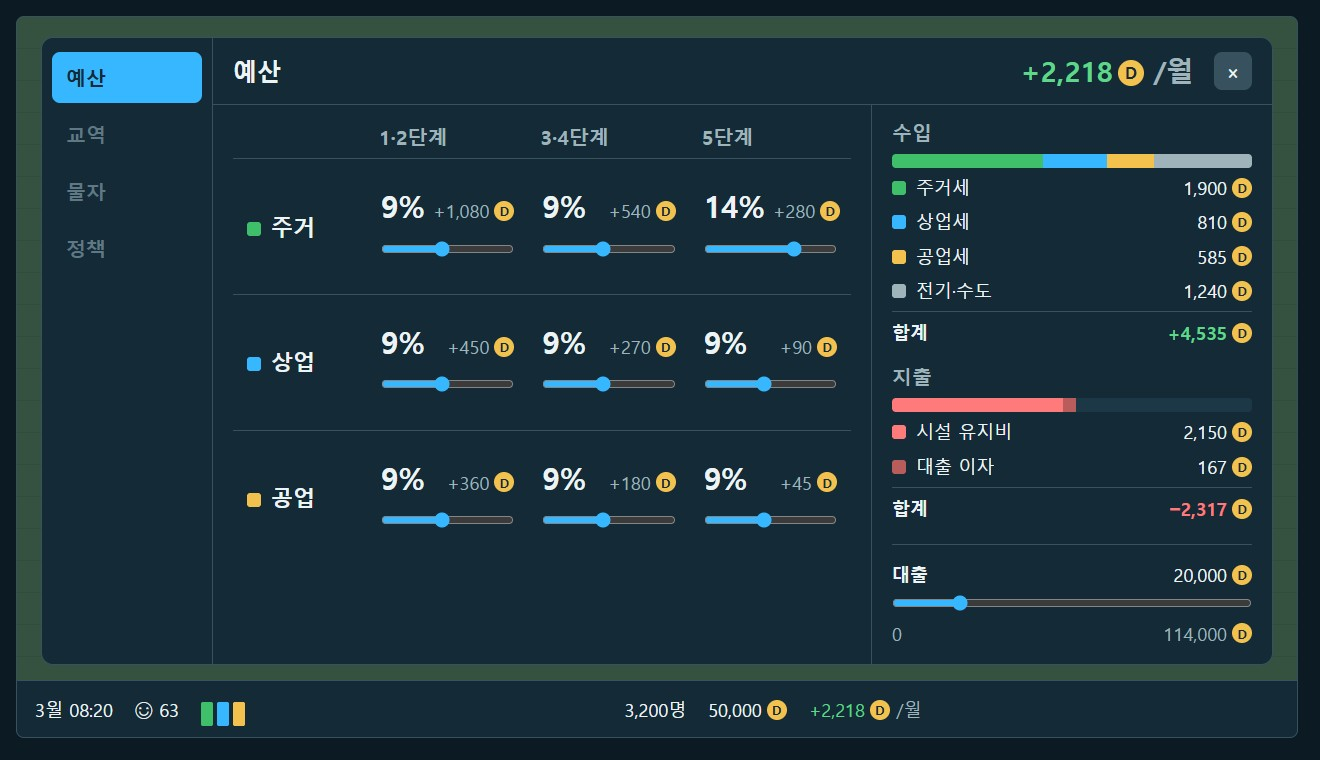 예산
교역
물자
정책
예산
+2,218 D /월
×
1·2단계 3·4단계 5단계
주거 9% +1,080 D 9% +540 D 14% +280 D
상업 9% +450 D 9% +270 D 9% +90 D
공업 9% +360 D 9% +180 D 9% +45 D
수입
주거세 1,900 D
상업세 810 D
공업세 585 D
전기·수도 1,240 D
합계 +4,535 D
지출
시설 유지비 2,150 D
대출 이자 167 D
합계 −2,317 D
대출 20,000 D
0 114,000 D
3월 08:20 63 3,200명 50,000 D +2,218 D /월